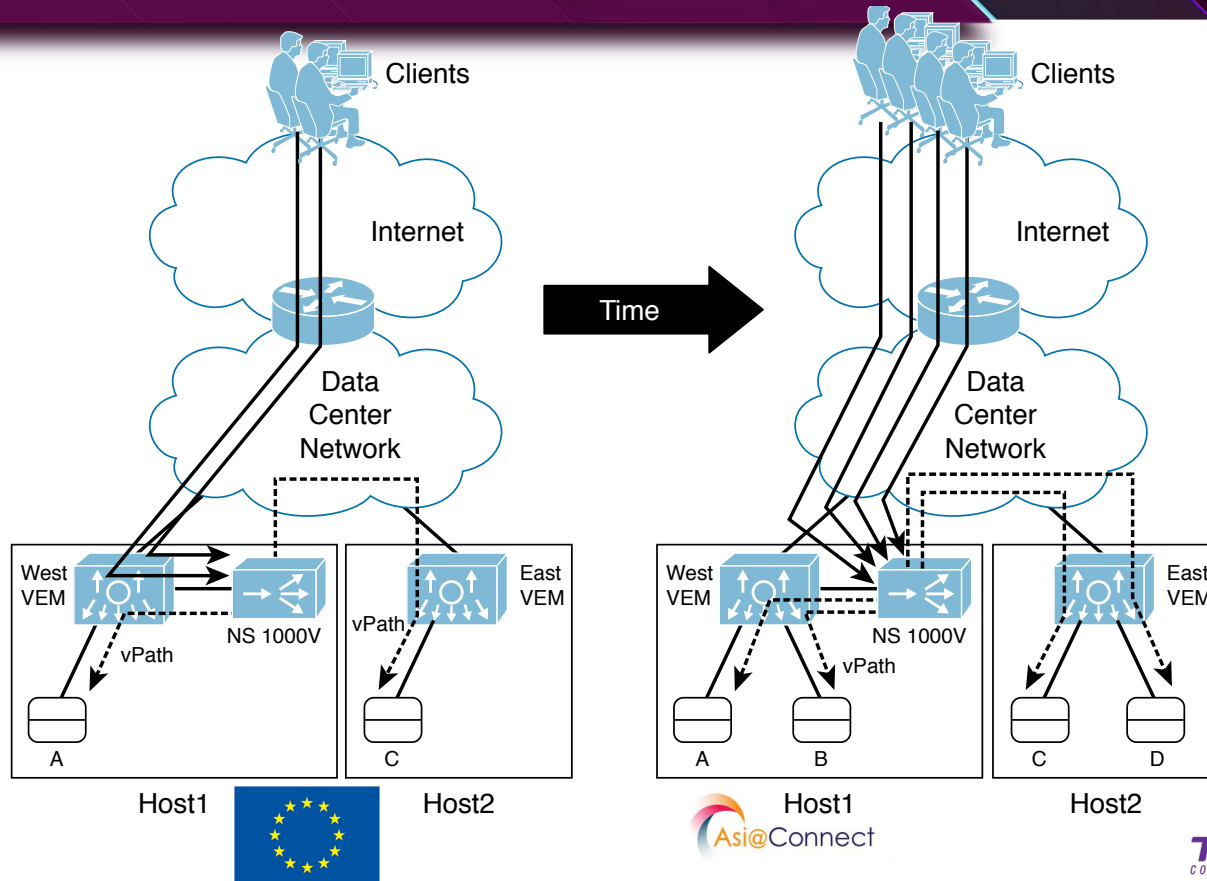 Clients
Internet
Data
Center
Network
West
VEM
NS 1000V
vPath
A
East
VEM
vPath
C
Host1
Host2
Time
Clients
Internet
Data
Center
Network
West
VEM
NS 1000V
vPath
A
B
East
VEM
C
D
Host1
Host2
Asi@Connect